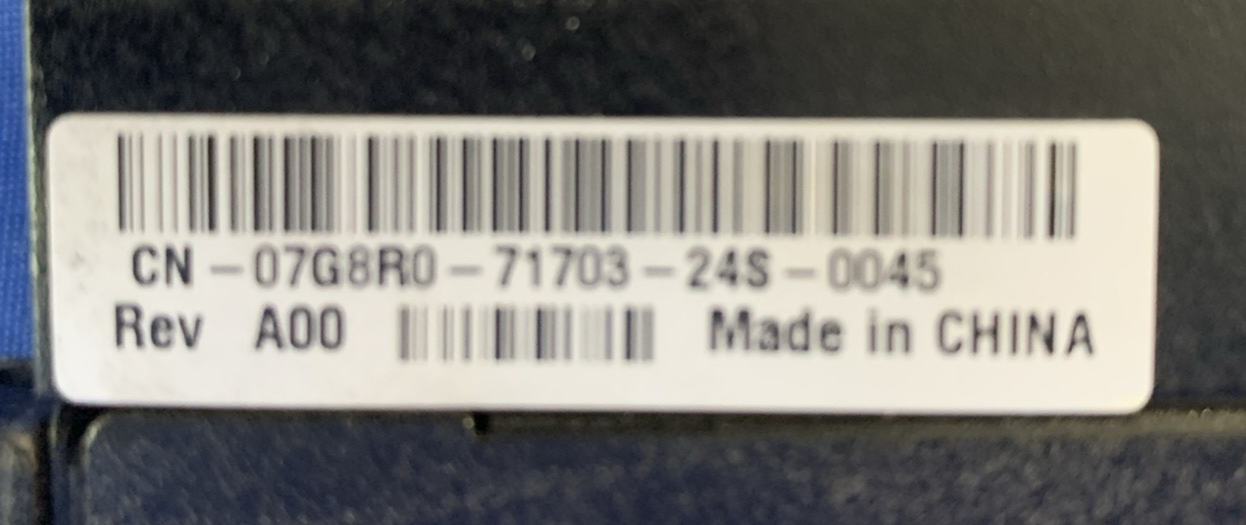 CN-07G8R0-71703-24S-0045
Rev A00 Made in CHINA